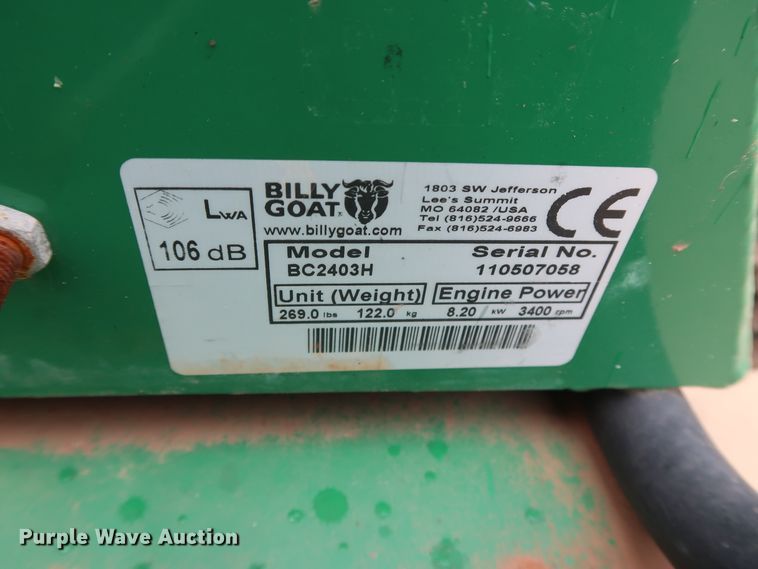 LWA
106 dB
BILLY GOAT
www.billygoat.com
1803 SW Jefferson
Lee's Summit
MO 64082 /USA
Tel (816)524-9666
Fax (816)524-6983
CE
Model Serial No.
BC2403H 110507058
Unit (Weight) Engine Power
269.0 lbs 122.0 kg 8.20 kW 3400 rpm
Purple Wave Auction